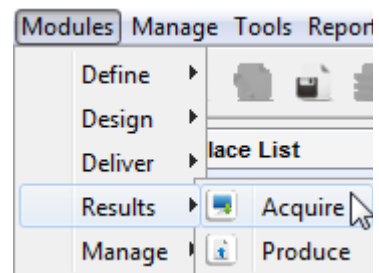 Modules Manage Tools Report
Define
Design
Deliver
lace List
Results Acquire
Manage Produce